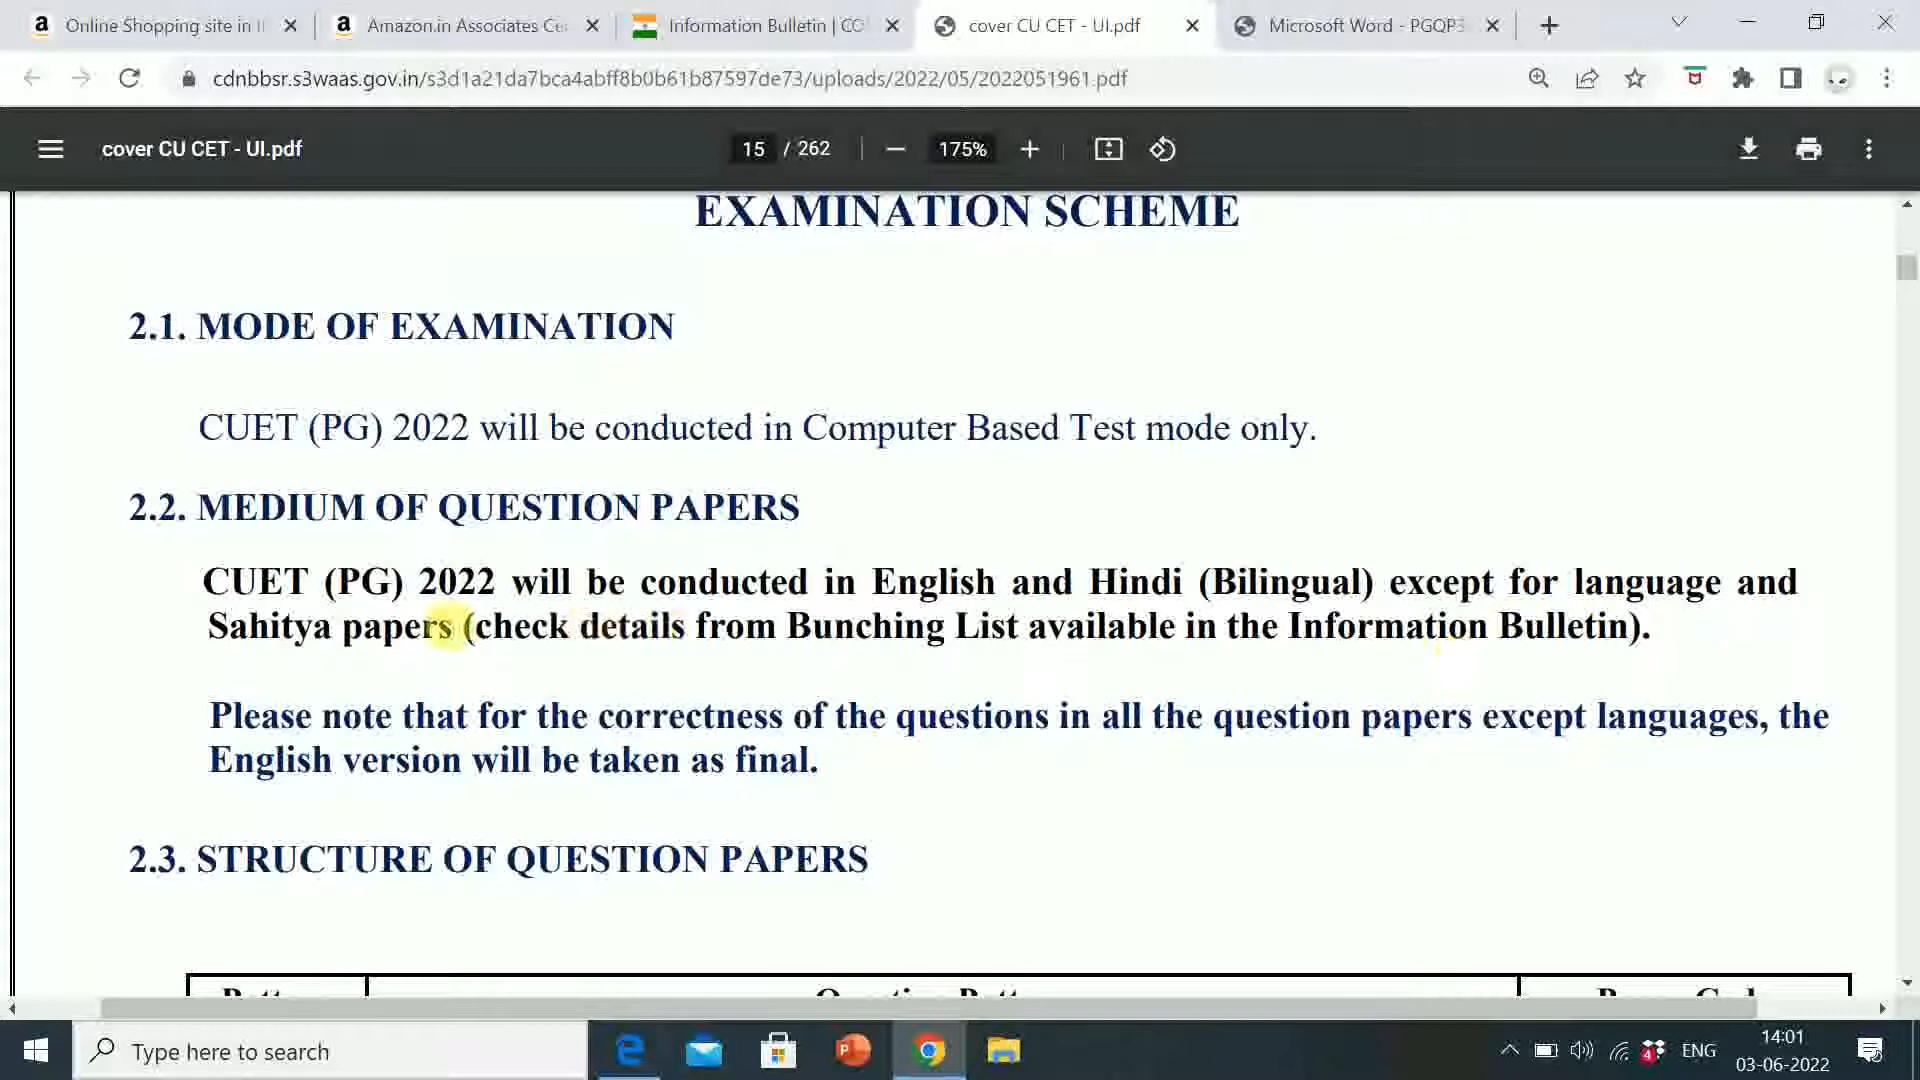 Online Shopping site in I
Amazon.in Associates Ce
Information Bulletin | CO
cover CU CET - UI.pdf
Microsoft Word - PGQP3
cdnbbsr.s3waas.gov.in/s3d1a21da7bca4abff8b0b61b87597de73/uploads/2022/05/2022051961.pdf
cover CU CET - UI.pdf
15 / 262
175%
EXAMINATION SCHEME
2.1. MODE OF EXAMINATION
CUET (PG) 2022 will be conducted in Computer Based Test mode only.
2.2. MEDIUM OF QUESTION PAPERS
CUET (PG) 2022 will be conducted in English and Hindi (Bilingual) except for language and
Sahitya papers (check details from Bunching List available in the Information Bulletin).
Please note that for the correctness of the questions in all the question papers except languages, the
English version will be taken as final.
2.3. STRUCTURE OF QUESTION PAPERS
Type here to search
4
ENG
14:01
03-06-2022